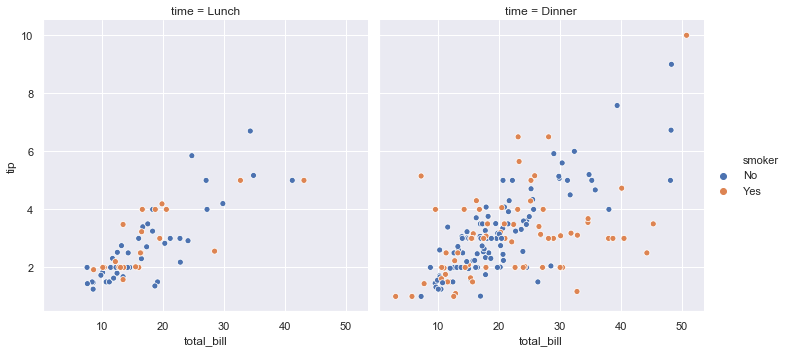 time = Lunch
time = Dinner
10
8
6
4
2
tip
10
20
30
40
50
10
20
30
40
50
total_bill
total_bill
smoker
No
Yes